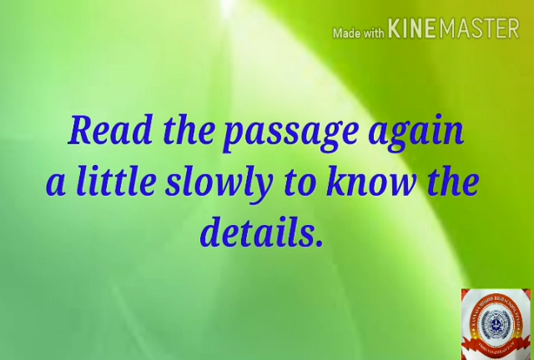 Made with KINEMASTER
Read the passage again
a little slowly to know the
details.